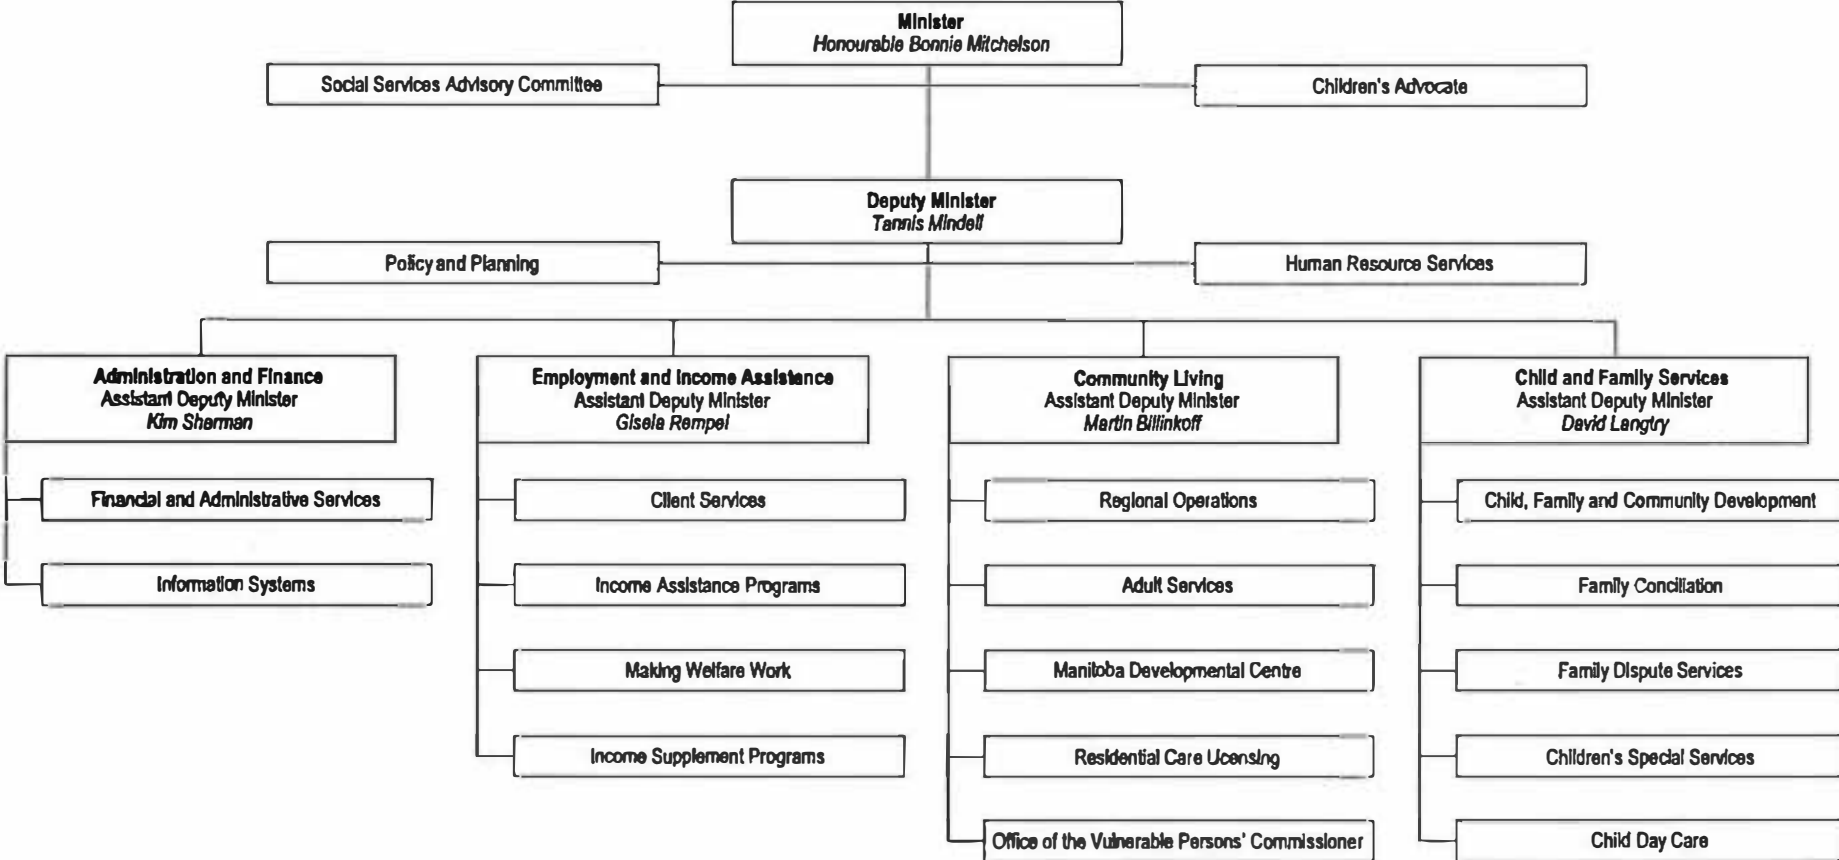 Minister
Honourable Bonnie Mitchelson
Social Services Advisory Committee
Children's Advocate
Deputy Minister
Tannis Mindell
Policy and Planning
Human Resource Services
Administration and Finance
Assistant Deputy Minister
Kim Sharman
Financial and Administrative Services
Information Systems
Employment and Income Assistance
Assistant Deputy Minister
Gisela Rempel
Client Services
Income Assistance Programs
Making Welfare Work
Income Supplement Programs
Community Living
Assistant Deputy Minister
Martin Billinkoff
Regional Operations
Adult Services
Manitoba Developmental Centre
Residential Care Licensing
Office of the Vulnerable Persons' Commissioner
Child and Family Services
Assistant Deputy Minister
David Langtry
Child, Family and Community Development
Family Conciliation
Family Dispute Services
Children's Special Services
Child Day Care